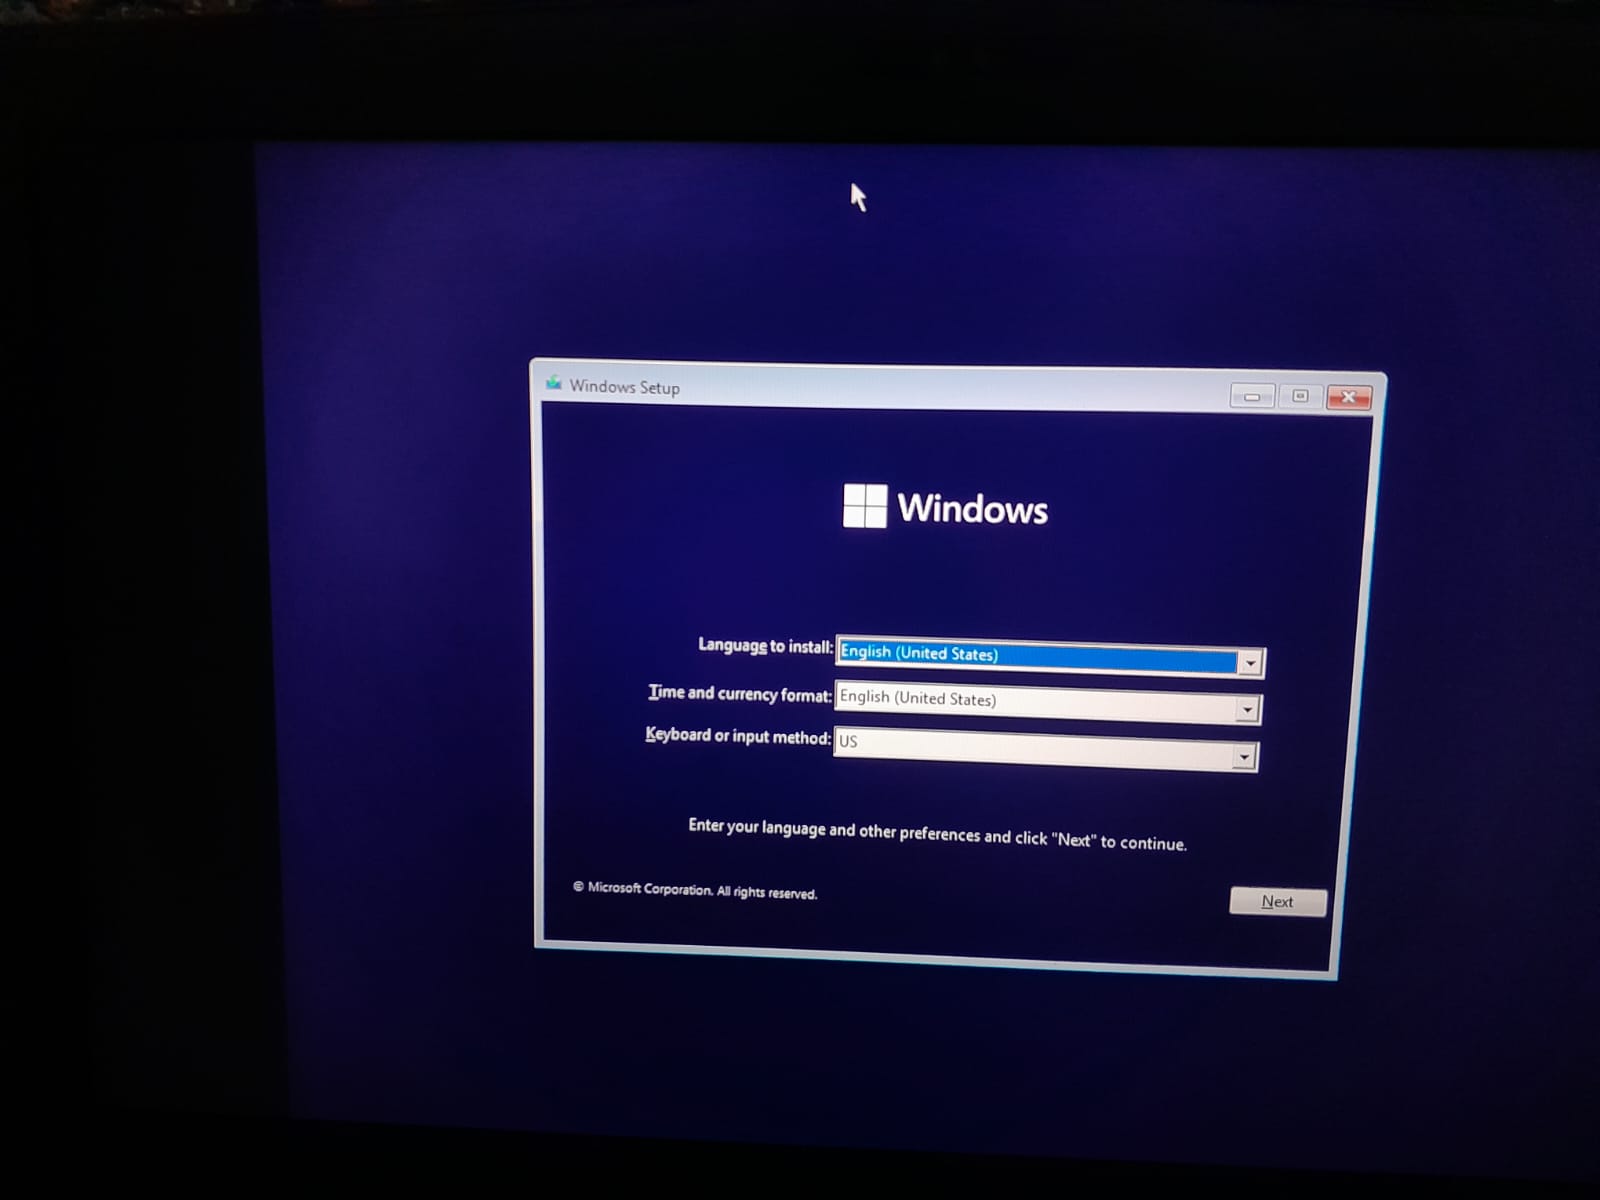 Windows Setup
Windows
Language to install: English (United States)
Time and currency format: English (United States)
Keyboard or input method: US
Enter your language and other preferences and click "Next" to continue.
© Microsoft Corporation. All rights reserved.
Next